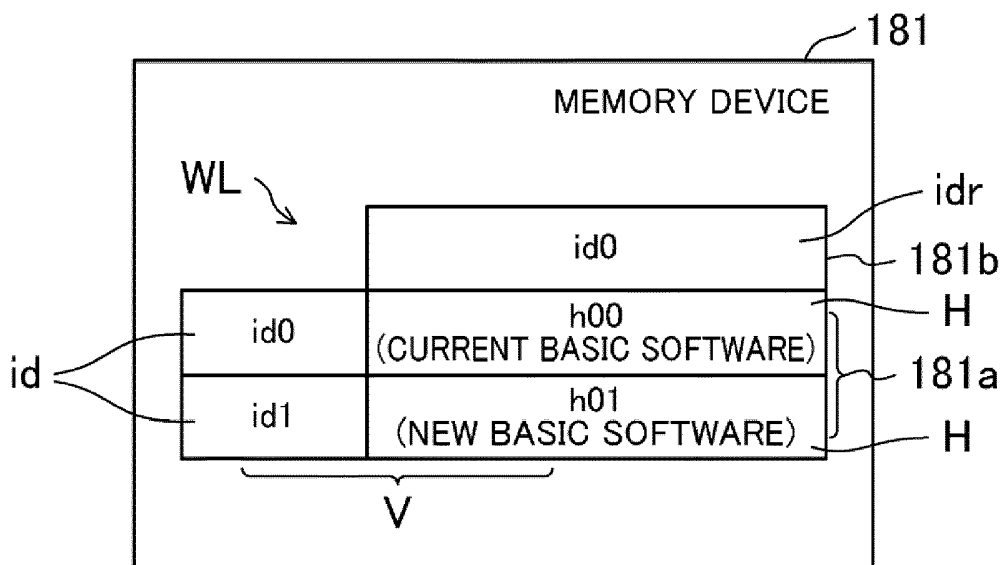 181
MEMORY DEVICE
WL
idr
id0
181b
H
id0
h00
(CURRENT BASIC SOFTWARE)
id
181a
id1
h01
(NEW BASIC SOFTWARE)
H
V